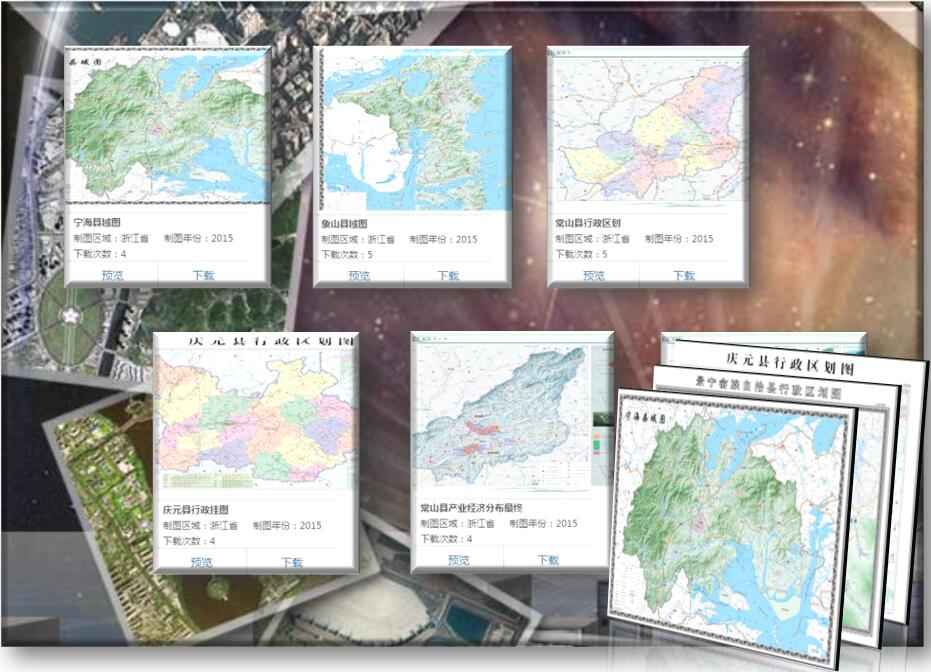 县域图
宁海县域图
制图区域：浙江省 制图年份：2015
下载次数：4
预览 下载
象山县域图
制图区域：浙江省 制图年份：2015
下载次数：5
预览 下载
常山县行政区划
制图区域：浙江省 制图年份：2015
下载次数：5
预览 下载
庆元县行政区划图
庆元县行政挂图
制图区域：浙江省 制图年份：2015
下载次数：4
预览 下载
常山县产业经济分布最终
制图区域：浙江省 制图年份：2015
下载次数：4
预览 下载
庆元县行政区划图
景宁畲族自治县行政区划图
宁海县域图